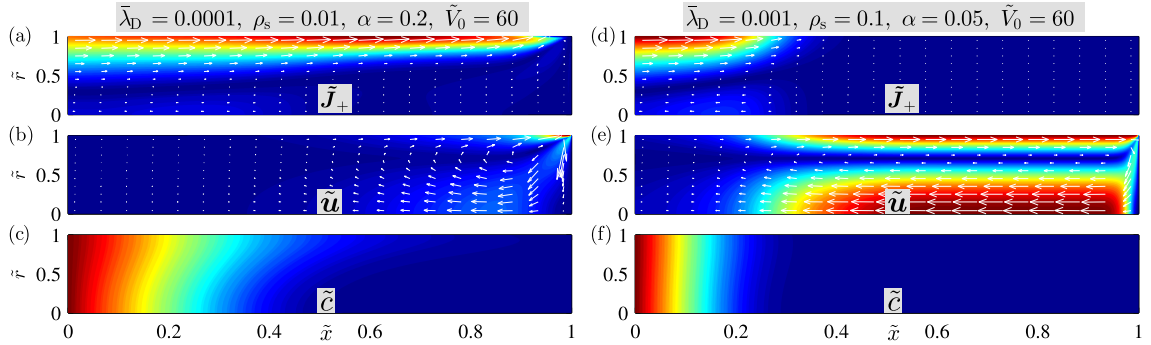 λ̄_D = 0.0001, ρ_s = 0.01, α = 0.2, Ṽ_0 = 60
(a)
1
0.5
0
r̃
J̃_+
(b)
1
0.5
0
r̃
ũ
(c)
1
0.5
0
r̃
c̃
0 0.2 0.4 0.6 0.8 1
x̃
λ̄_D = 0.001, ρ_s = 0.1, α = 0.05, Ṽ_0 = 60
(d)
1
0.5
0
r̃
J̃_+
(e)
1
0.5
0
r̃
ũ
(f)
1
0.5
0
r̃
c̃
0 0.2 0.4 0.6 0.8 1
x̃